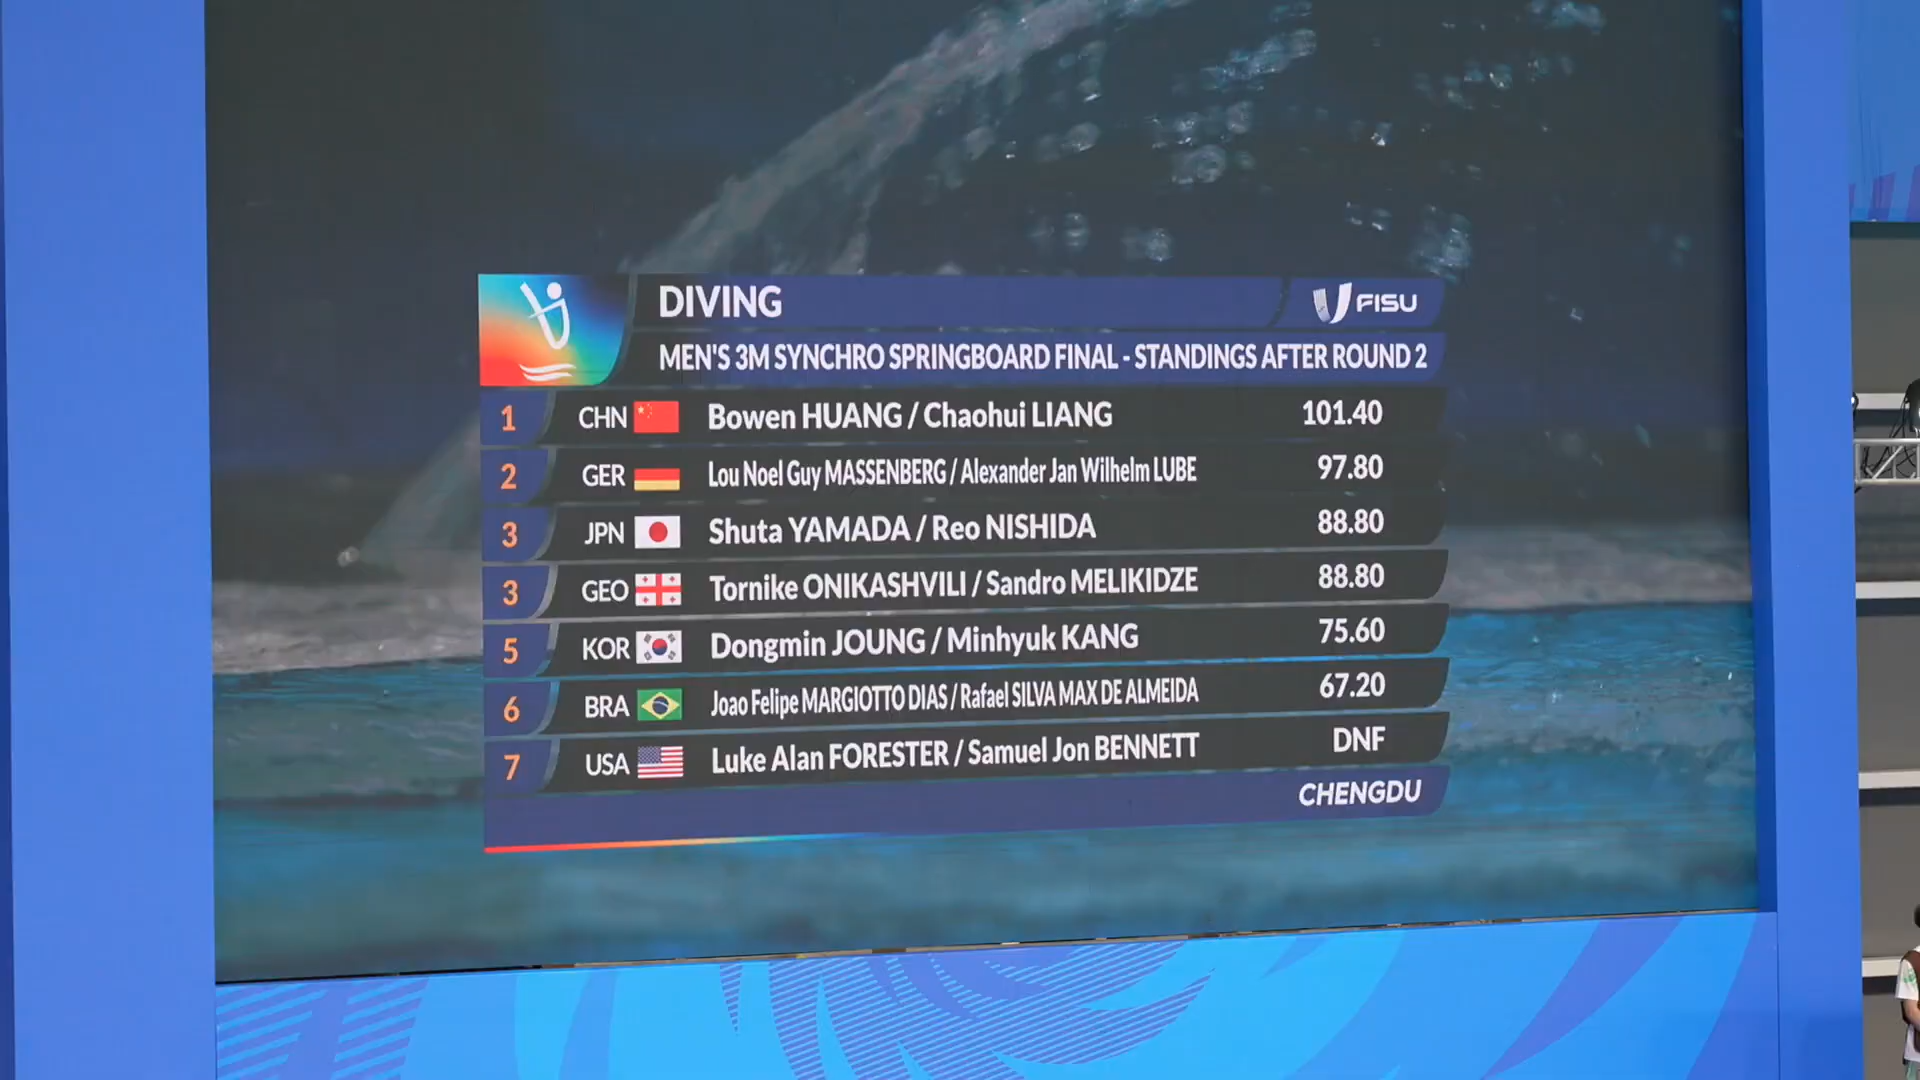 DIVING
FISU
MEN'S 3M SYNCHRO SPRINGBOARD FINAL - STANDINGS AFTER ROUND 2
1 CHN Bowen HUANG / Chaohui LIANG 101.40
2 GER Lou Noel Guy MASSENBERG / Alexander Jan Wilhelm LUBE 97.80
3 JPN Shuta YAMADA / Reo NISHIDA 88.80
3 GEO Tornike ONIKASHVILI / Sandro MELIKIDZE 88.80
5 KOR Dongmin JOUNG / Minhyuk KANG 75.60
6 BRA Joao Felipe MARGIOTTO DIAS / Rafael SILVA MAX DE ALMEIDA 67.20
7 USA Luke Alan FORESTER / Samuel Jon BENNETT DNF
CHENGDU